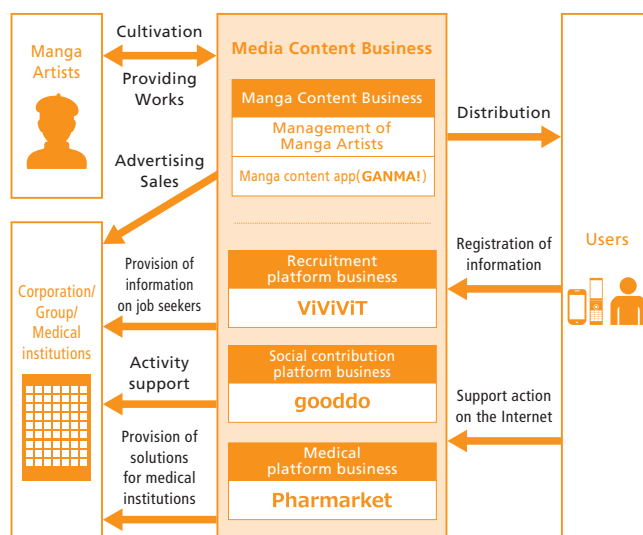 Manga
Artists
Cultivation
Providing
Works
Advertising
Sales
Media Content Business
Manga Content Business
Management of
Manga Artists
Manga content app(GANMA!)
Distribution
Corporation/
Group/
Medical
institutions
Provision of
information
on job seekers
Recruitment
platform business
ViViViT
Registration of
information
Users
Activity
support
Social contribution
platform business
gooddo
Support action
on the Internet
Provision of
solutions
for medical
institutions
Medical
platform business
Pharmarket